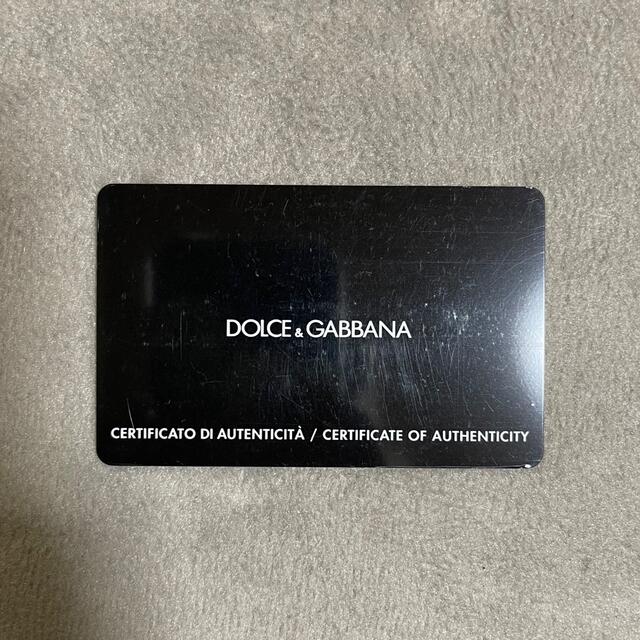 DOLCE & GABBANA
CERTIFICATO DI AUTENTICITÀ / CERTIFICATE OF AUTHENTICITY